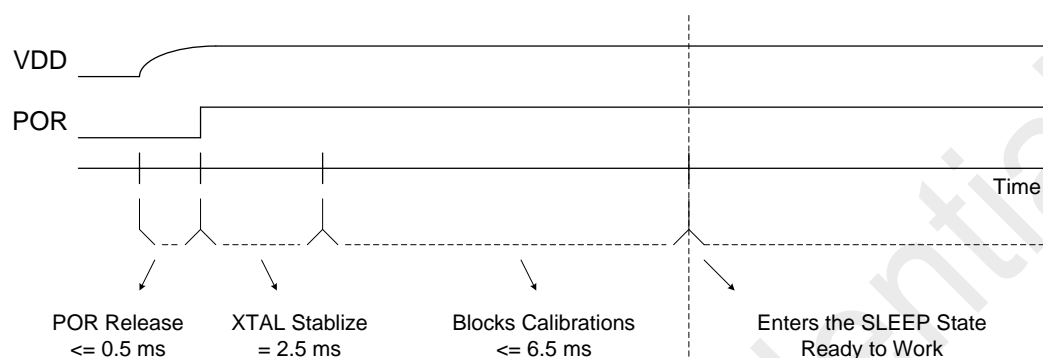 VDD
POR
Time
POR Release
<= 0.5 ms
XTAL Stablize
= 2.5 ms
Blocks Calibrations
<= 6.5 ms
Enters the SLEEP State
Ready to Work